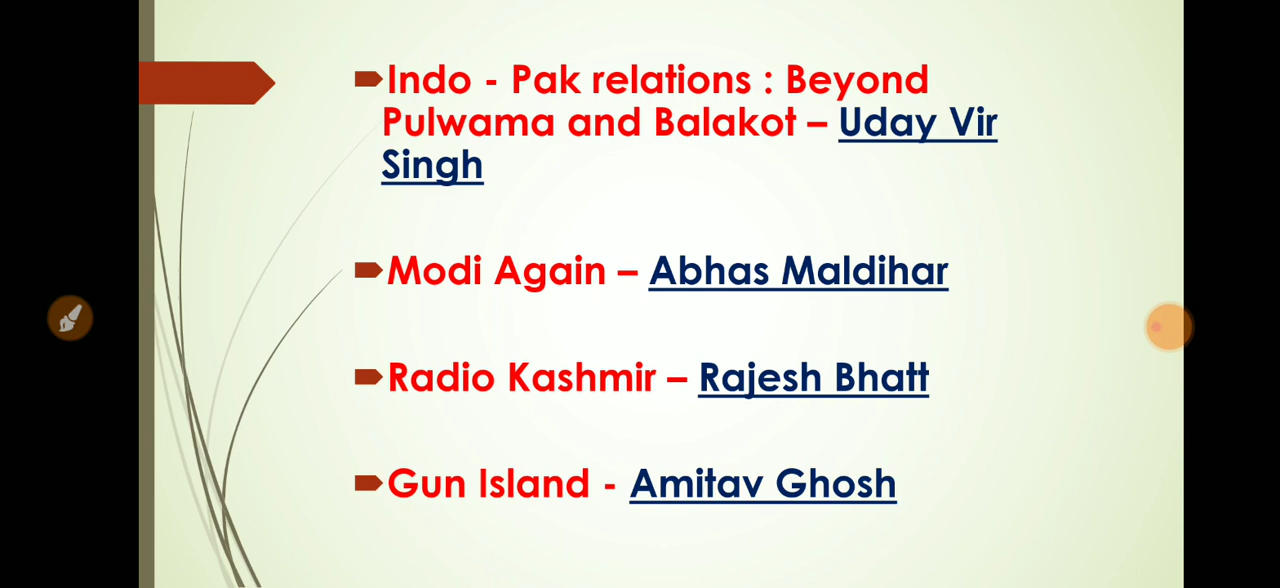 Indo - Pak relations : Beyond
Pulwama and Balakot – Uday Vir
Singh
Modi Again – Abhas Maldihar
Radio Kashmir – Rajesh Bhatt
Gun Island - Amitav Ghosh